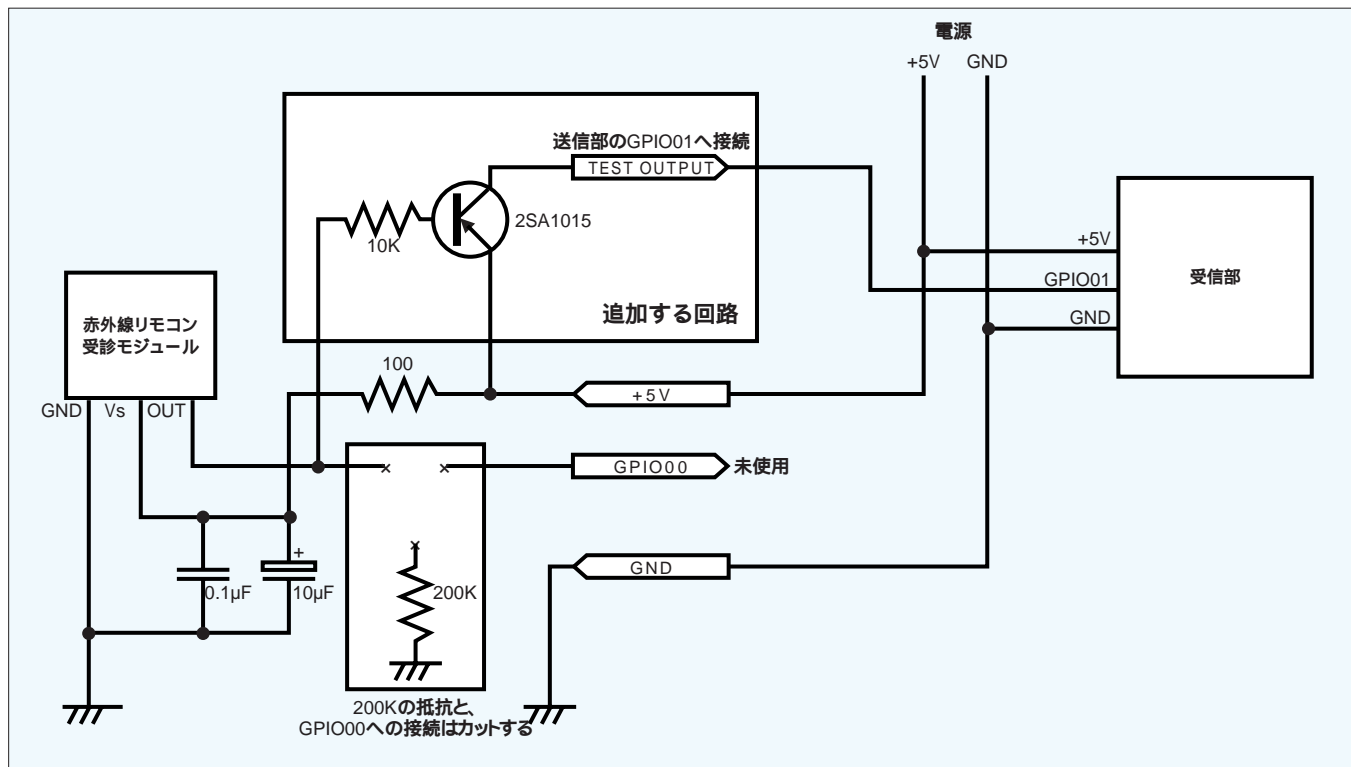 電源
+5V GND
送信部のGPIO01へ接続
TEST OUTPUT
2SA1015
10K
追加する回路
+5V
GPIO01
GND
受信部
赤外線リモコン
受診モジュール
GND Vs OUT
100
+5V
GPIO00
未使用
+
0.1µF
10µF
200K
GND
200Kの抵抗と、
GPIO00への接続はカットする